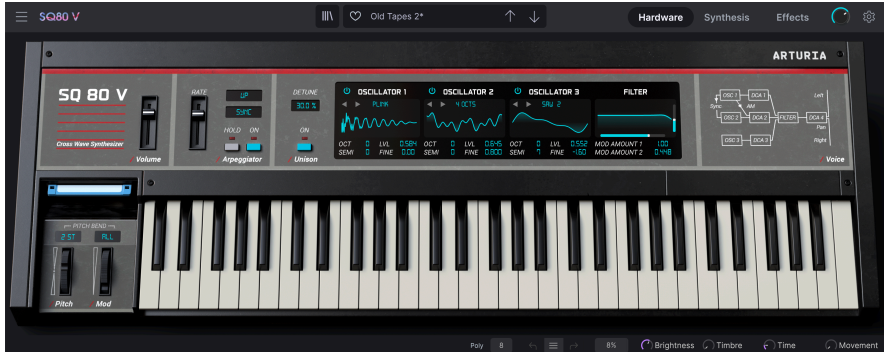 SQ80 V
Old Tapes 2*
Hardware
Synthesis
Effects
ARTURIA
SQ 80 V
Cross Wave Synthesizer
Volume
RATE
UP
SYNC
HOLD ON
Arpeggiator
DETUNE
30.0 %
ON
Unison
OSCILLATOR 1
PLINK
OCT 0 LVL 0.584
SEMI 0 FINE 0.00
OSCILLATOR 2
4 OCTS
OCT 0 LVL 0.645
SEMI 0 FINE 0.800
OSCILLATOR 3
SAW 2
OCT 0 LVL 0.552
SEMI 7 FINE -1.60
FILTER
MOD AMOUNT 1 1.00
MOD AMOUNT 2 0.448
OSC 1 DCA 1 Left
Sync AM
OSC 2 DCA 2 FILTER DCA 4
Pan
OSC 3 DCA 3 Right
Voice
PITCH BEND
2 ST ALL
Pitch Mod
Poly 8
8%
Brightness
Timbre
Time
Movement